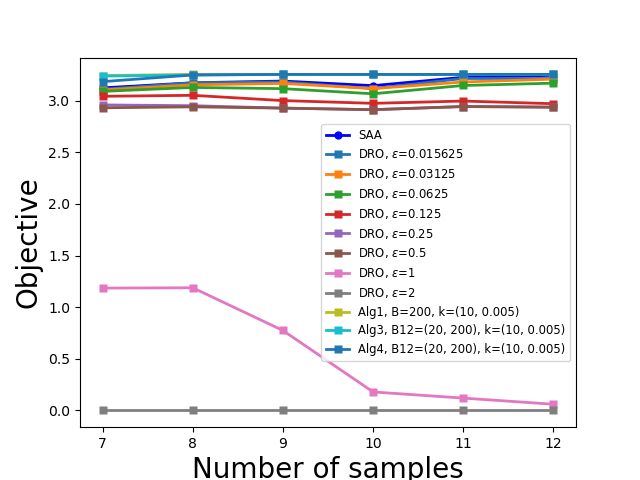 3.0
2.5
2.0
1.5
1.0
0.5
0.0
Objective
SAA
DRO, ε=0.015625
DRO, ε=0.03125
DRO, ε=0.0625
DRO, ε=0.125
DRO, ε=0.25
DRO, ε=0.5
DRO, ε=1
DRO, ε=2
Alg1, B=200, k=(10, 0.005)
Alg3, B12=(20, 200), k=(10, 0.005)
Alg4, B12=(20, 200), k=(10, 0.005)
7 8 9 10 11 12
Number of samples